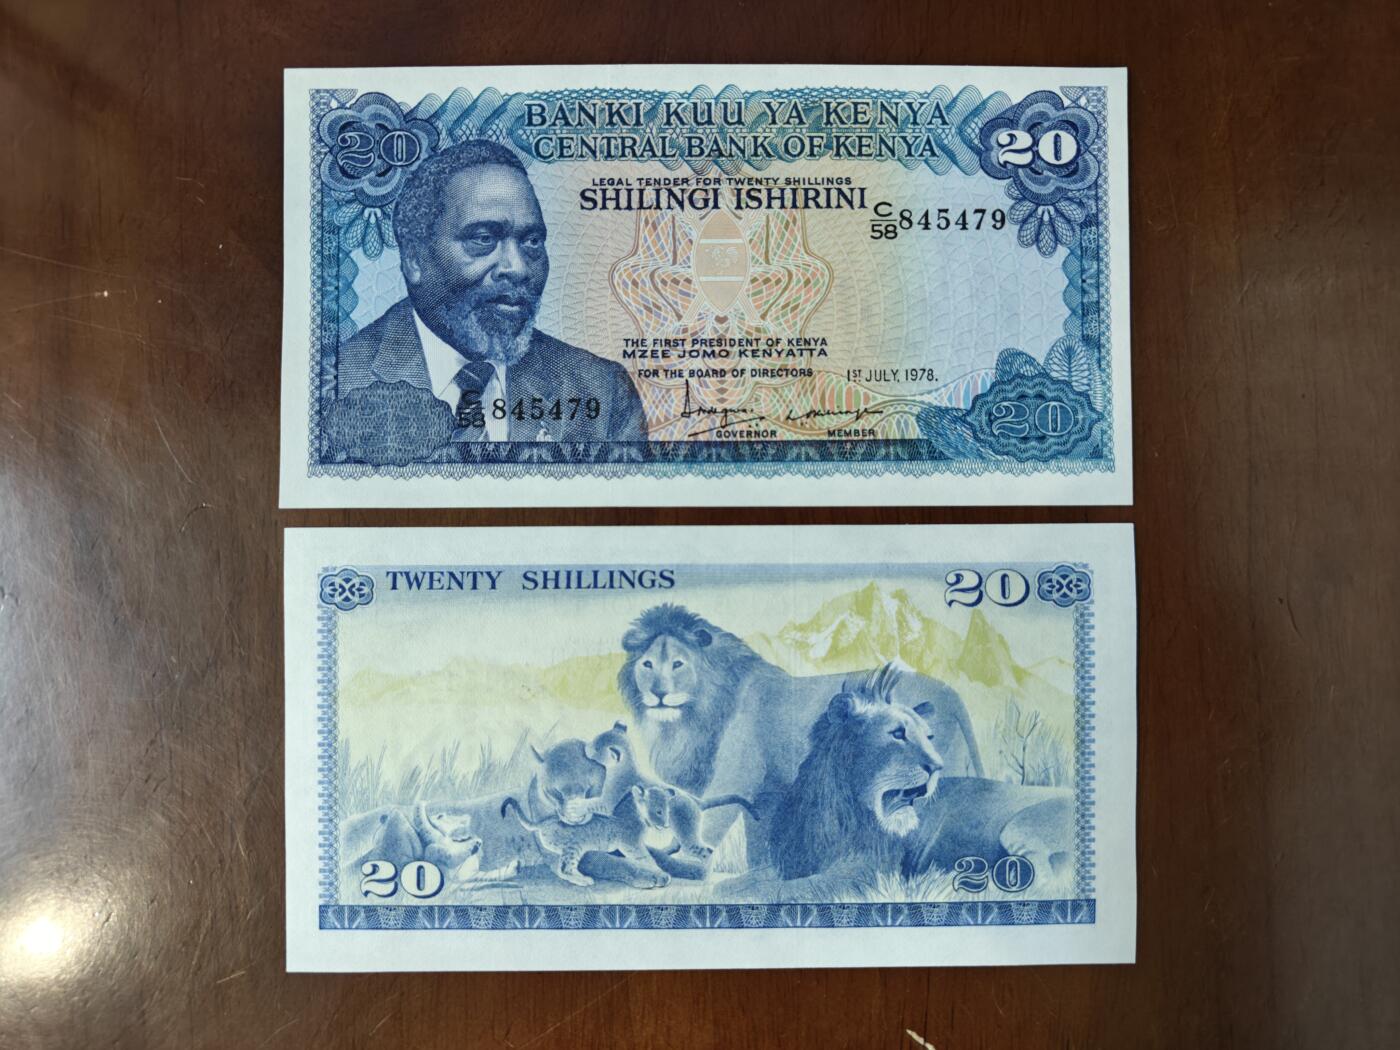 20
BANKI KUU YA KENYA
CENTRAL BANK OF KENYA
20
LEGAL TENDER FOR TWENTY SHILLINGS
SHILINGI ISHIRINI
C/58 845479
THE FIRST PRESIDENT OF KENYA
MZEE JOMO KENYATTA
FOR THE BOARD OF DIRECTORS
1ST JULY, 1978.
C/58 845479
GOVERNOR
MEMBER
20
TWENTY SHILLINGS
20
20
20